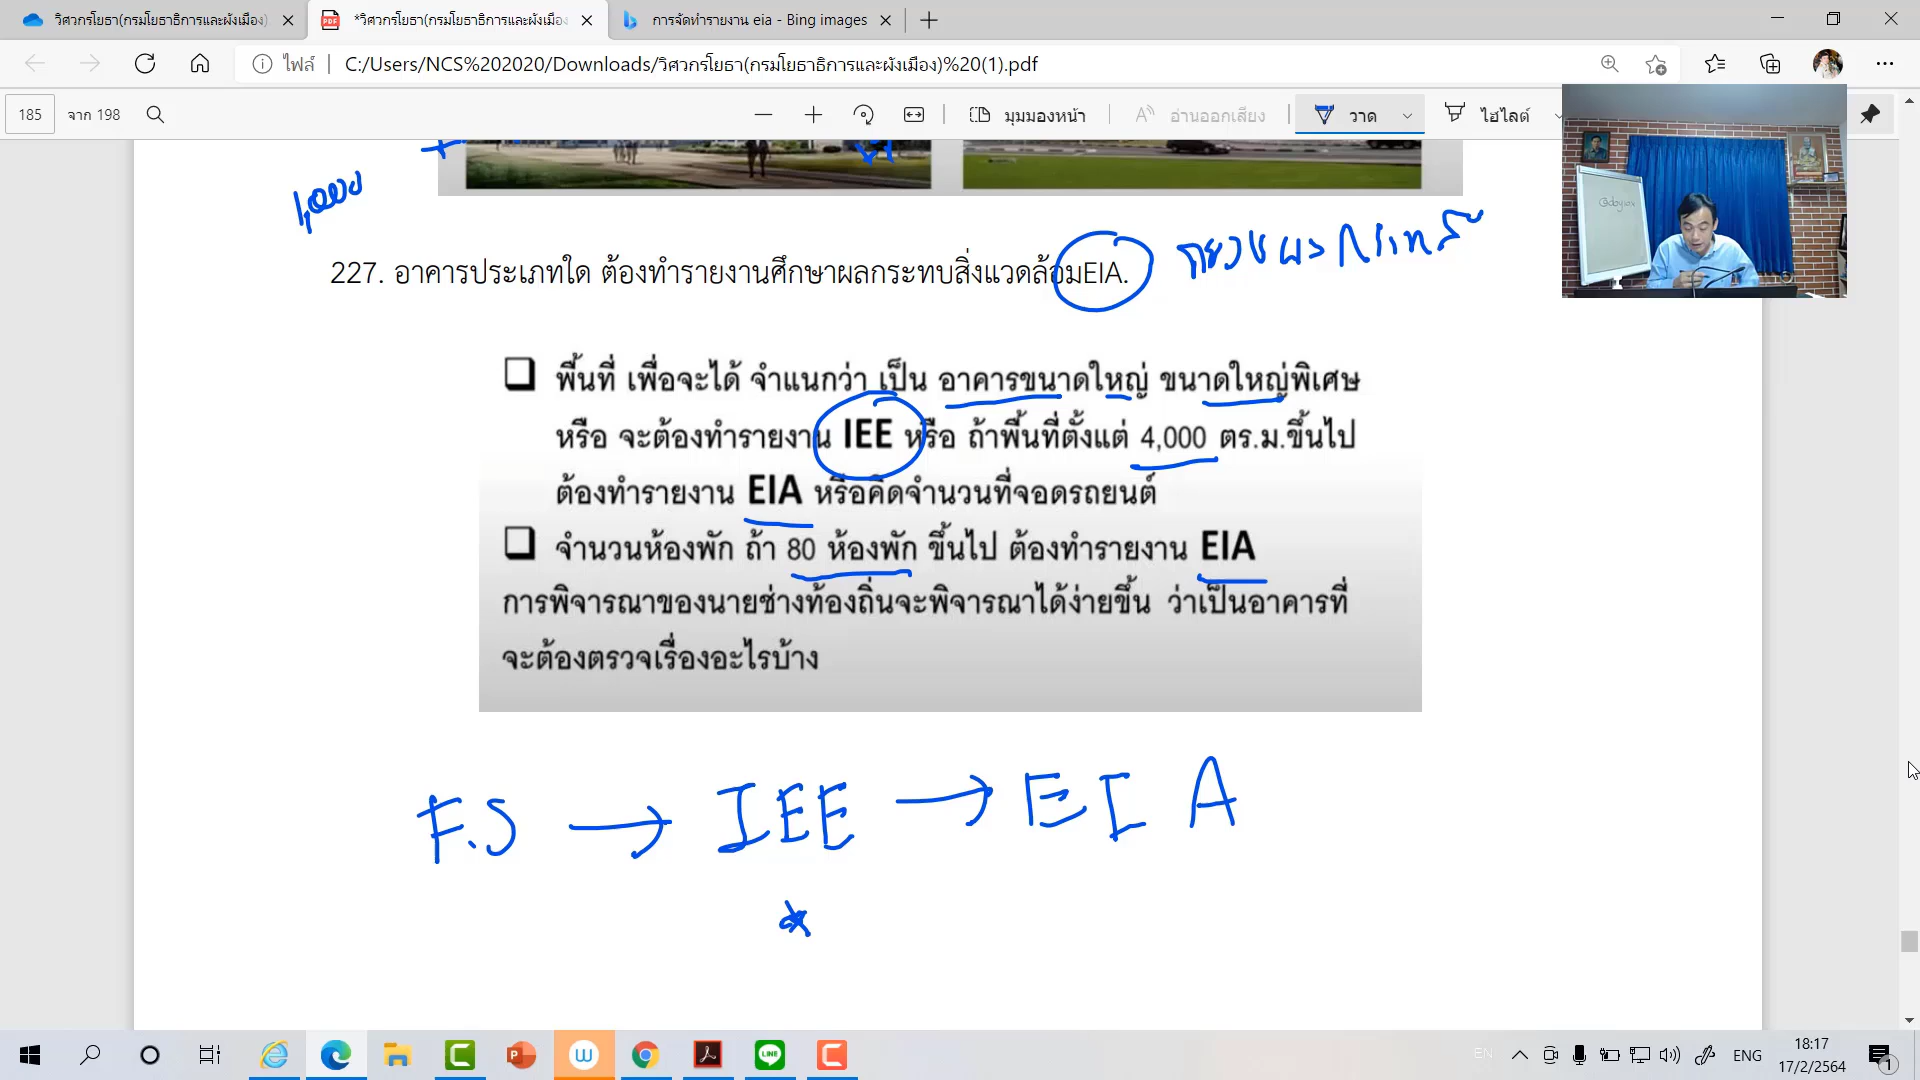 วิศวกรโยธา(กรมโยธาธิการและผังเมือง)
*วิศวกรโยธา(กรมโยธาธิการและผังเมือง
การจัดทำรายงาน eia - Bing images
ไฟล์ C:/Users/NCS%202020/Downloads/วิศวกรโยธา(กรมโยธาธิการและผังเมือง)%20(1).pdf
185 จาก 198 มุมมองหน้า อ่านออกเสียง วาด ไฮไลต์
227. อาคารประเภทใด ต้องทำรายงานศึกษาผลกระทบสิ่งแวดล้อมEIA.
พื้นที่ เพื่อจะได้ จำแนกว่า เป็น อาคารขนาดใหญ่ ขนาดใหญ่พิเศษ
หรือ จะต้องทำรายงาน IEE หรือ ถ้าพื้นที่ตั้งแต่ 4,000 ตร.ม.ขึ้นไป
ต้องทำรายงาน EIA หรือคิดจำนวนที่จอดรถยนต์
จำนวนห้องพัก ถ้า 80 ห้องพัก ขึ้นไป ต้องทำรายงาน EIA
การพิจารณาของนายช่างท้องถิ่นจะพิจารณาได้ง่ายขึ้น ว่าเป็นอาคารที่
จะต้องตรวจเรื่องอะไรบ้าง
F.S → IEE → EIA
EN ENG 18:17
17/2/2564
1